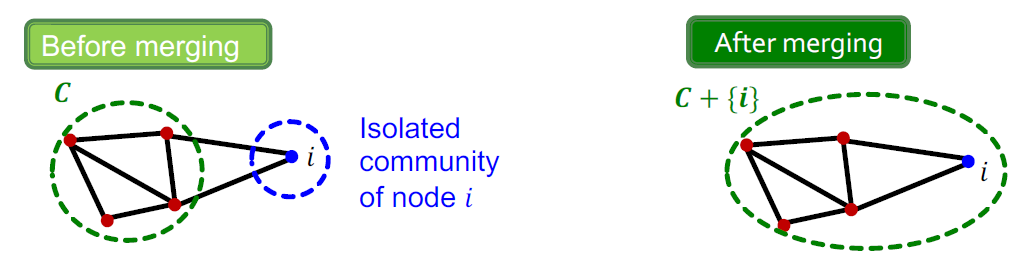 Before merging
C
i
Isolated
community
of node i
After merging
C + {i}
i